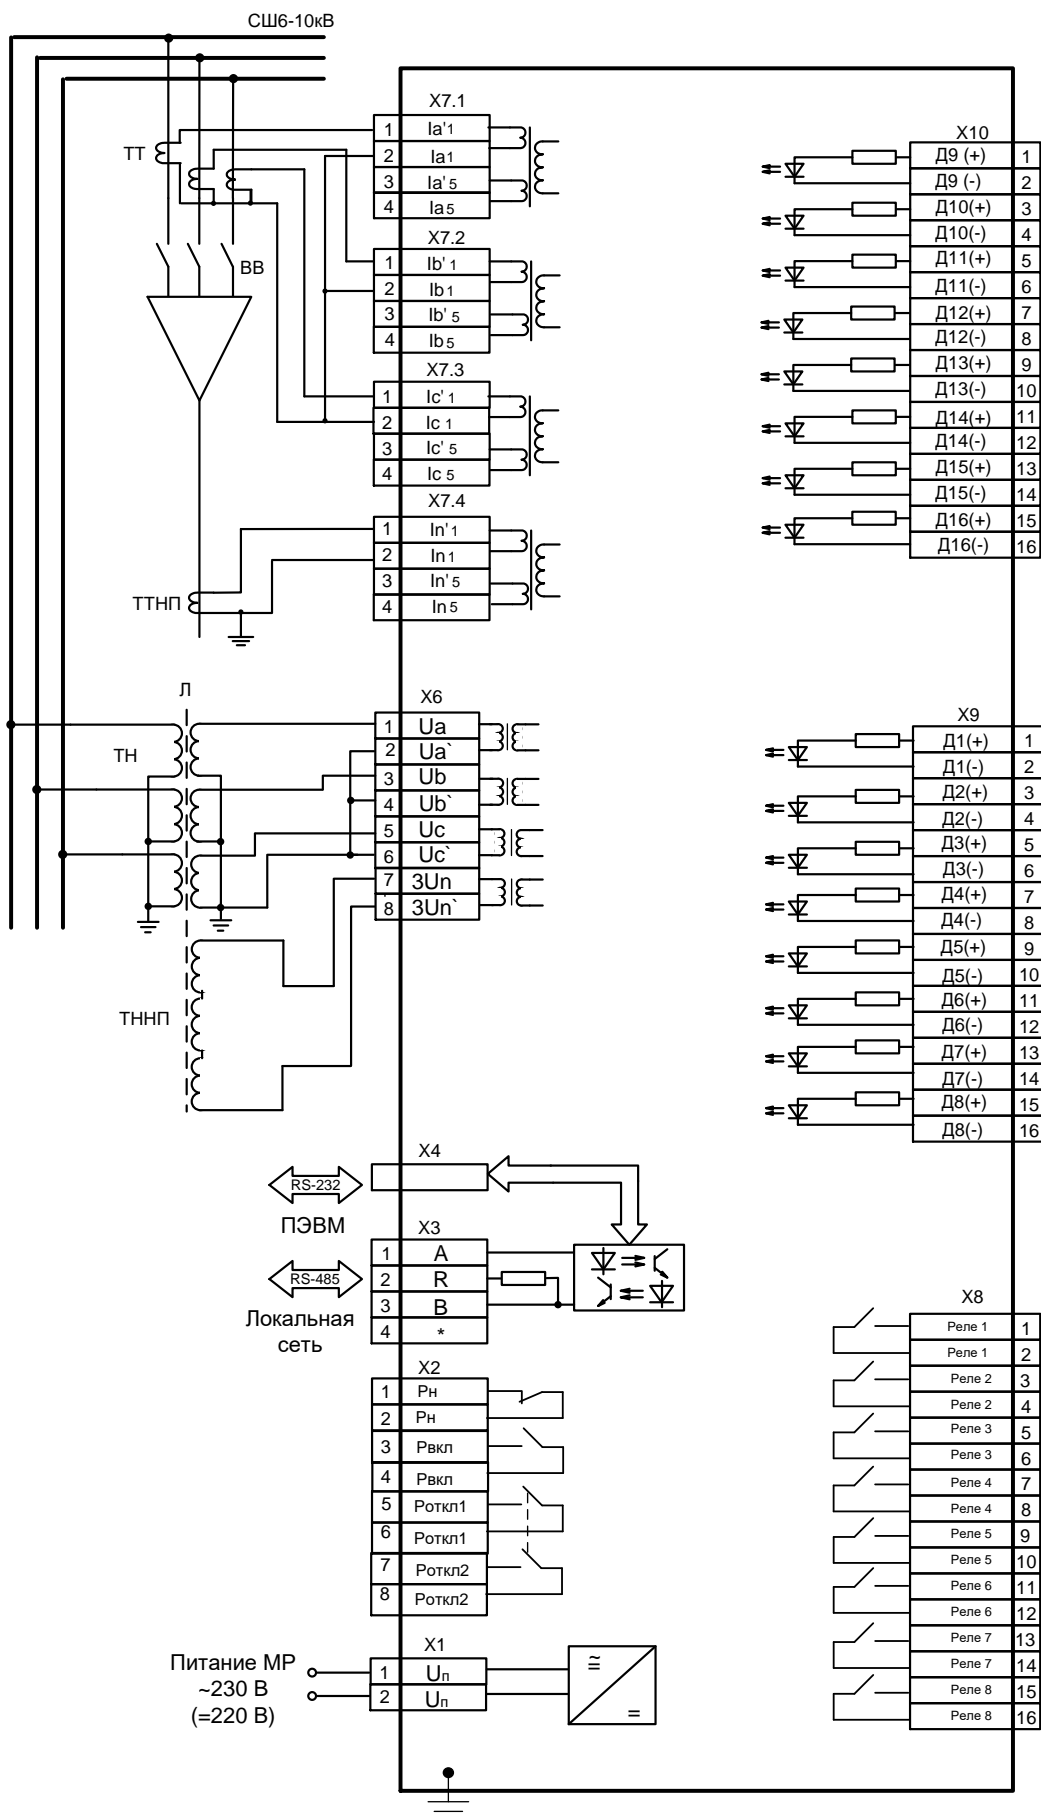 СШ6-10кВ
ТТ
ВВ
ТТНП
Л
ТН
ТННП
X7.1
1 Ia'1
2 Ia1
3 Ia'5
4 Ia5
X7.2
1 Ib'1
2 Ib1
3 Ib'5
4 Ib5
X7.3
1 Ic'1
2 Ic1
3 Ic'5
4 Ic5
X7.4
1 In'1
2 In1
3 In'5
4 In5
X6
1 Ua
2 Ua`
3 Ub
4 Ub`
5 Uc
6 Uc`
7 3Un
8 3Un`
X4
RS-232
ПЭВМ
X3
1 A
2 R
3 B
4 *
RS-485
Локальная
сеть
X2
1 Рн
2 Рн
3 Рвкл
4 Рвкл
5 Роткл1
6 Роткл1
7 Роткл2
8 Роткл2
X1
1 Uп
2 Uп
Питание МР
~230 В
(=220 В)
≅
=
X10
Д9 (+) 1
Д9 (-) 2
Д10(+) 3
Д10(-) 4
Д11(+) 5
Д11(-) 6
Д12(+) 7
Д12(-) 8
Д13(+) 9
Д13(-) 10
Д14(+) 11
Д14(-) 12
Д15(+) 13
Д15(-) 14
Д16(+) 15
Д16(-) 16
X9
Д1(+) 1
Д1(-) 2
Д2(+) 3
Д2(-) 4
Д3(+) 5
Д3(-) 6
Д4(+) 7
Д4(-) 8
Д5(+) 9
Д5(-) 10
Д6(+) 11
Д6(-) 12
Д7(+) 13
Д7(-) 14
Д8(+) 15
Д8(-) 16
X8
Реле 1 1
Реле 1 2
Реле 2 3
Реле 2 4
Реле 3 5
Реле 3 6
Реле 4 7
Реле 4 8
Реле 5 9
Реле 5 10
Реле 6 11
Реле 6 12
Реле 7 13
Реле 7 14
Реле 8 15
Реле 8 16